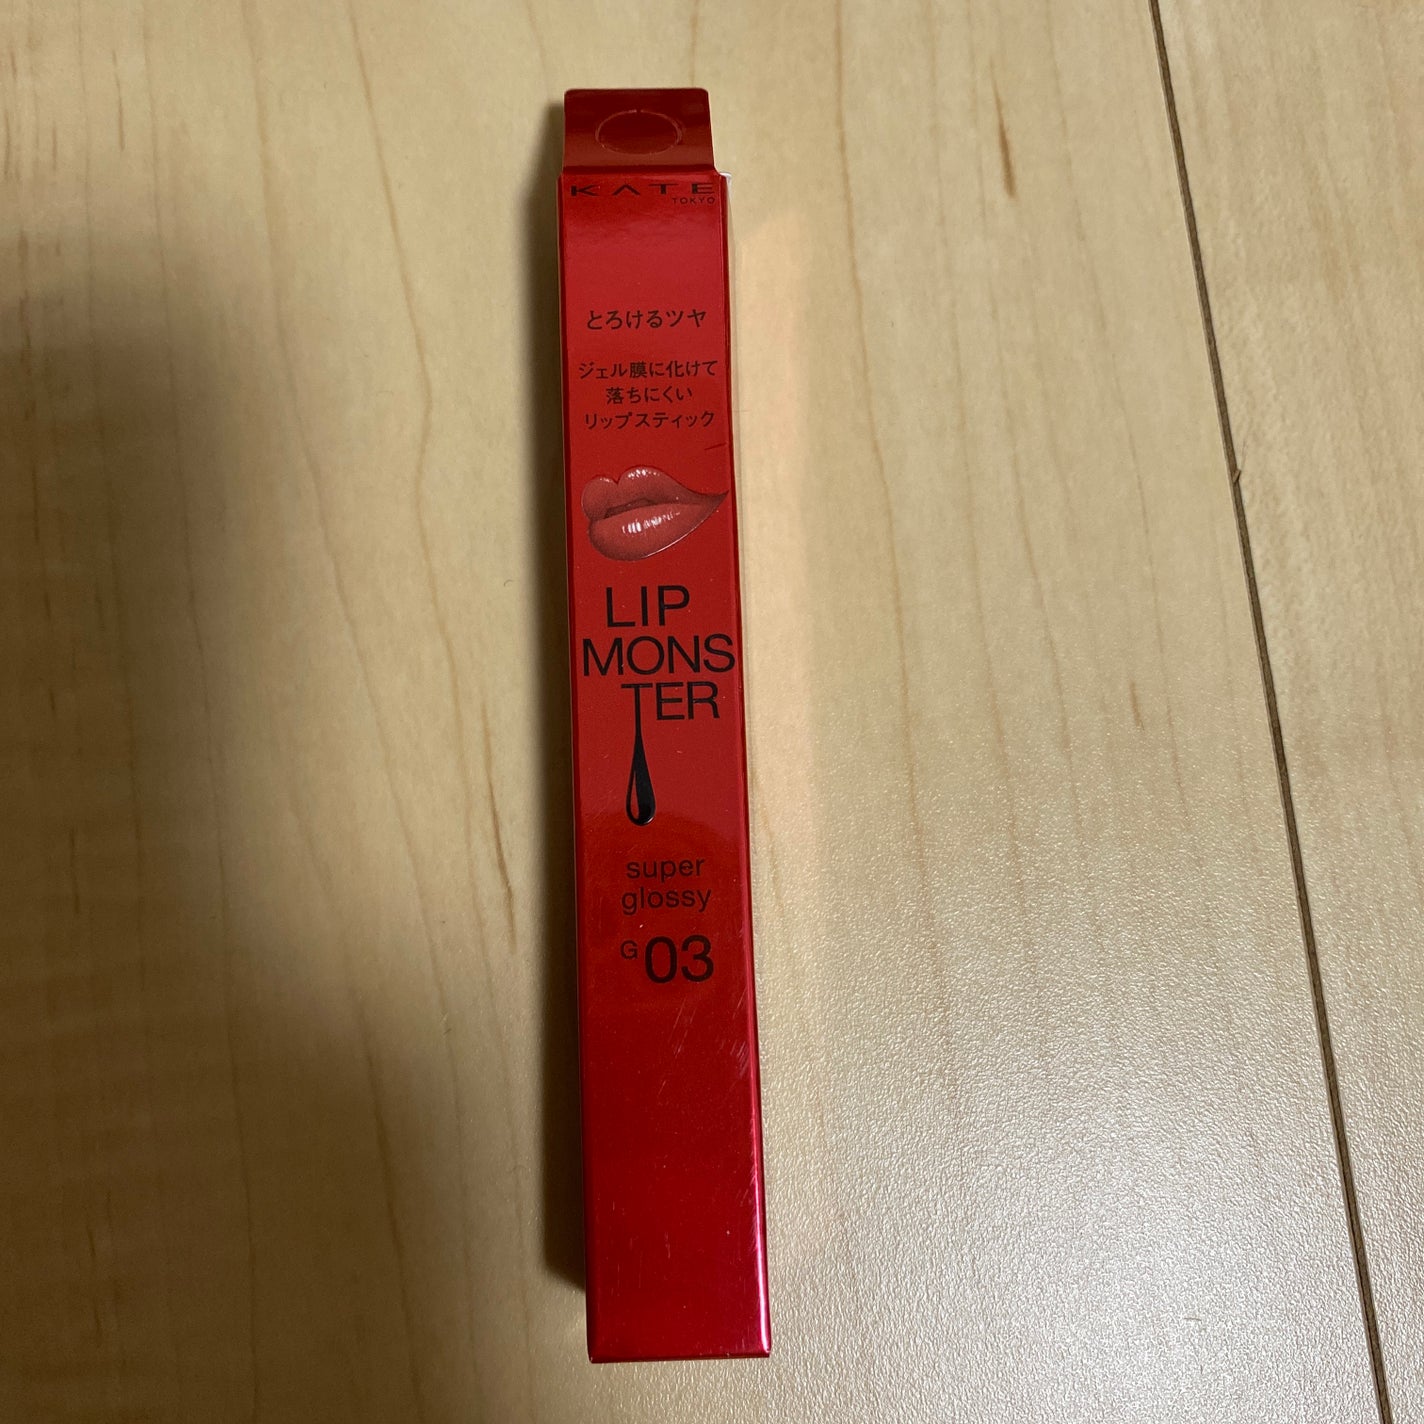 KATE
TOKYO
とろけるツヤ
ジェル膜に化けて
落ちにくい
リップスティック
LIP
MONS
TER
super
glossy
G03